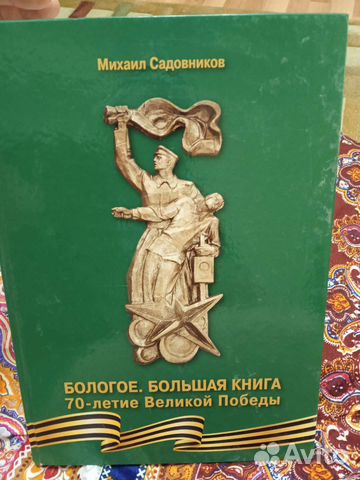 Михаил Садовников
БОЛОГОЕ. БОЛЬШАЯ КНИГА
70-летие Великой Победы
Avito